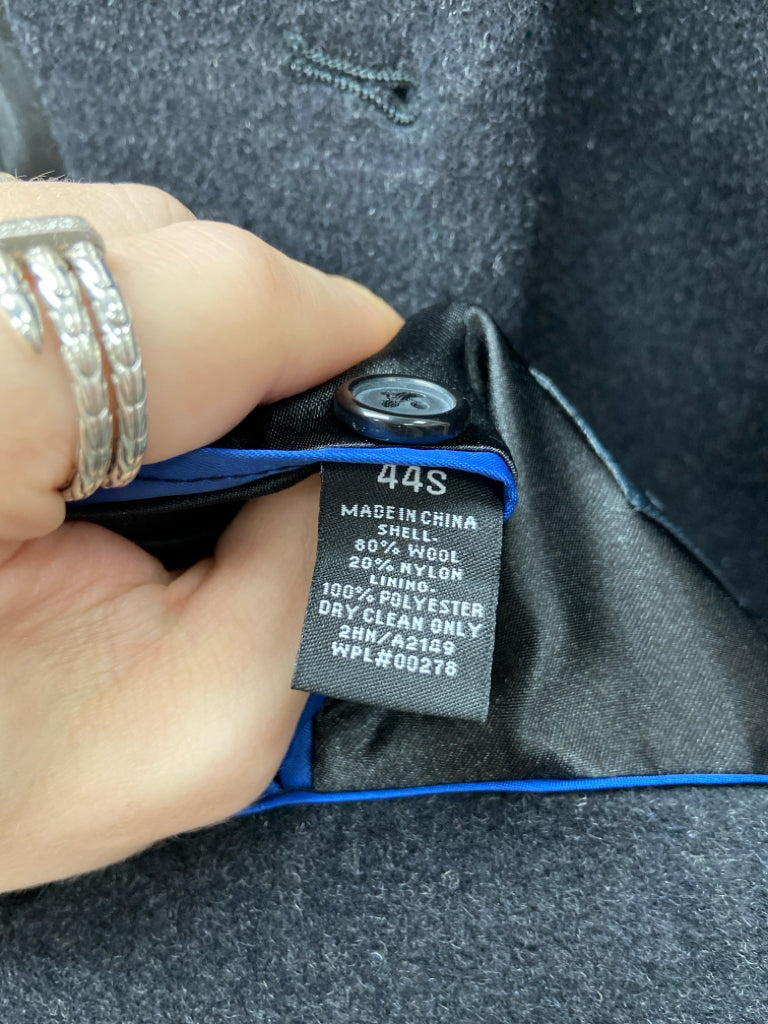 44S
MADE IN CHINA
SHELL-
80% WOOL
20% NYLON
LINING-
100% POLYESTER
DRY CLEAN ONLY
2HN/A2149
WPL#00278